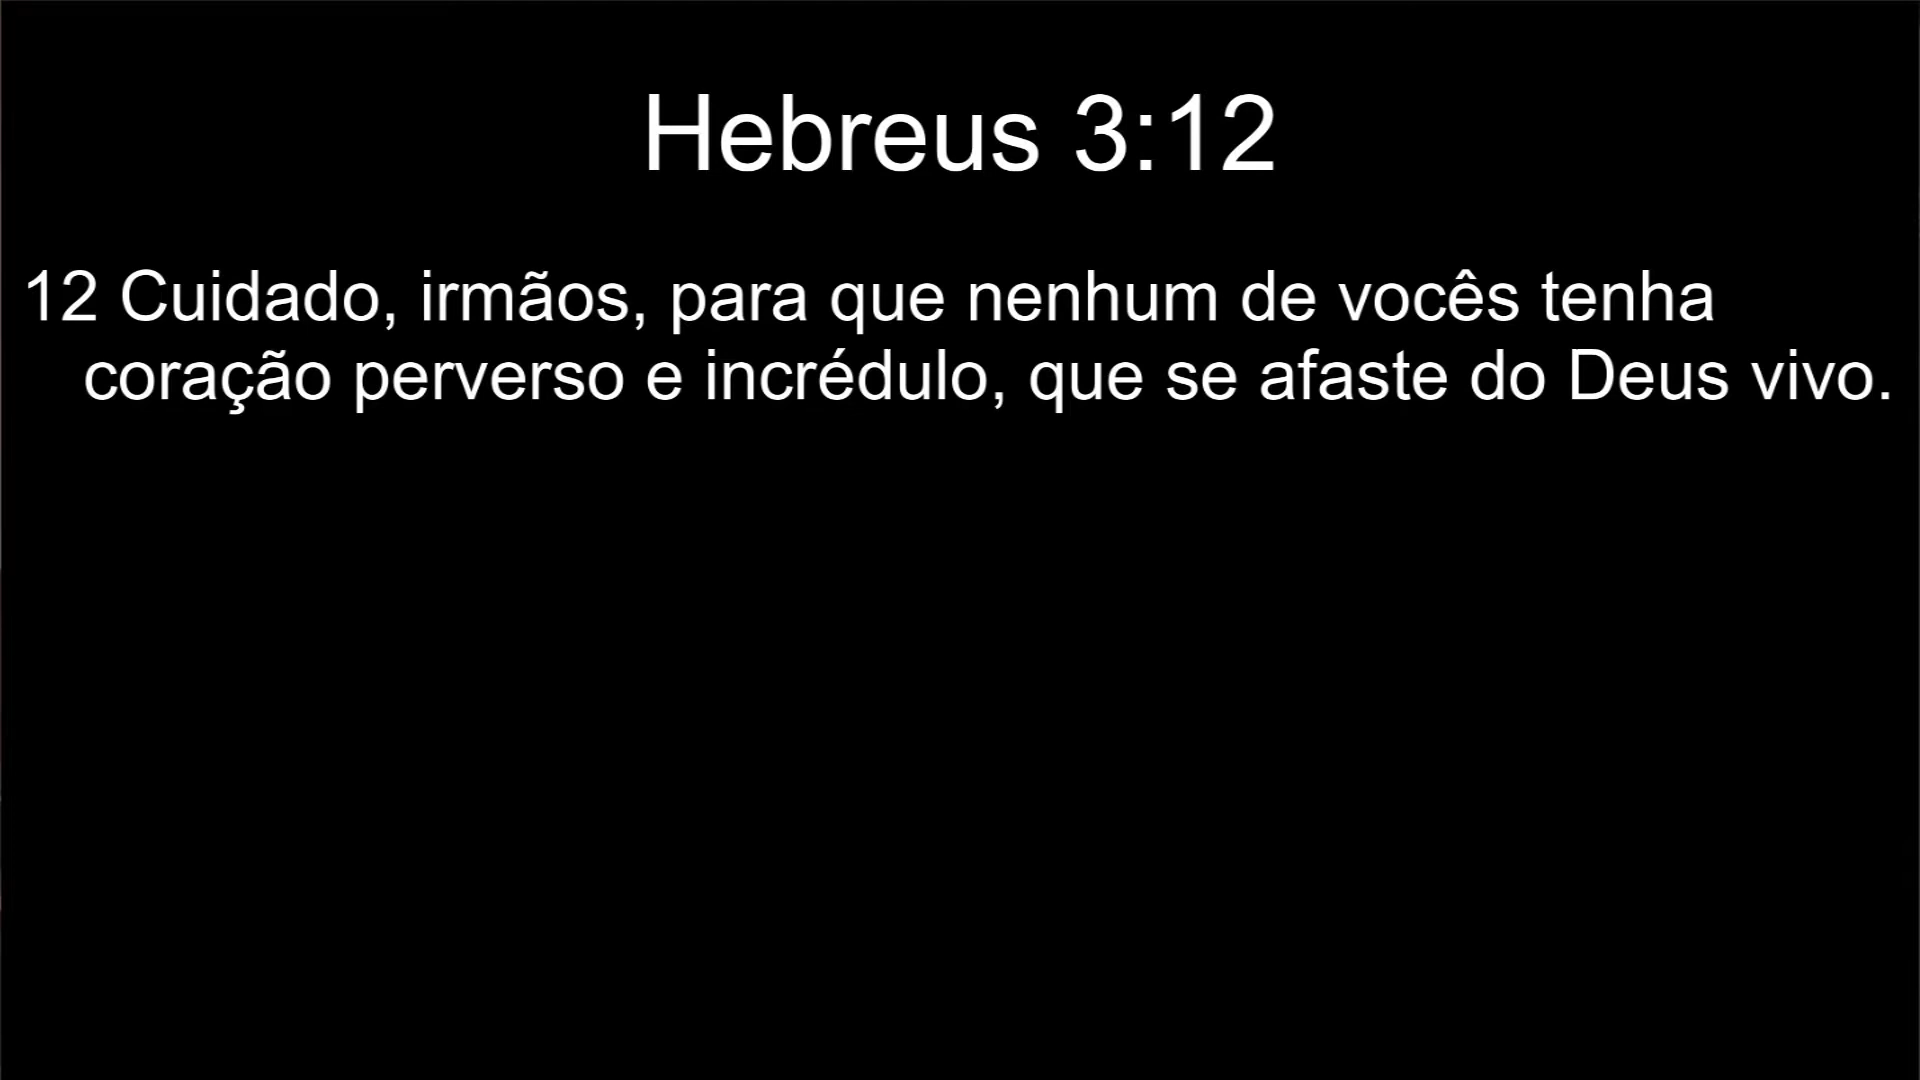 Hebreus 3:12
12 Cuidado, irmãos, para que nenhum de vocês tenha
coração perverso e incrédulo, que se afaste do Deus vivo.